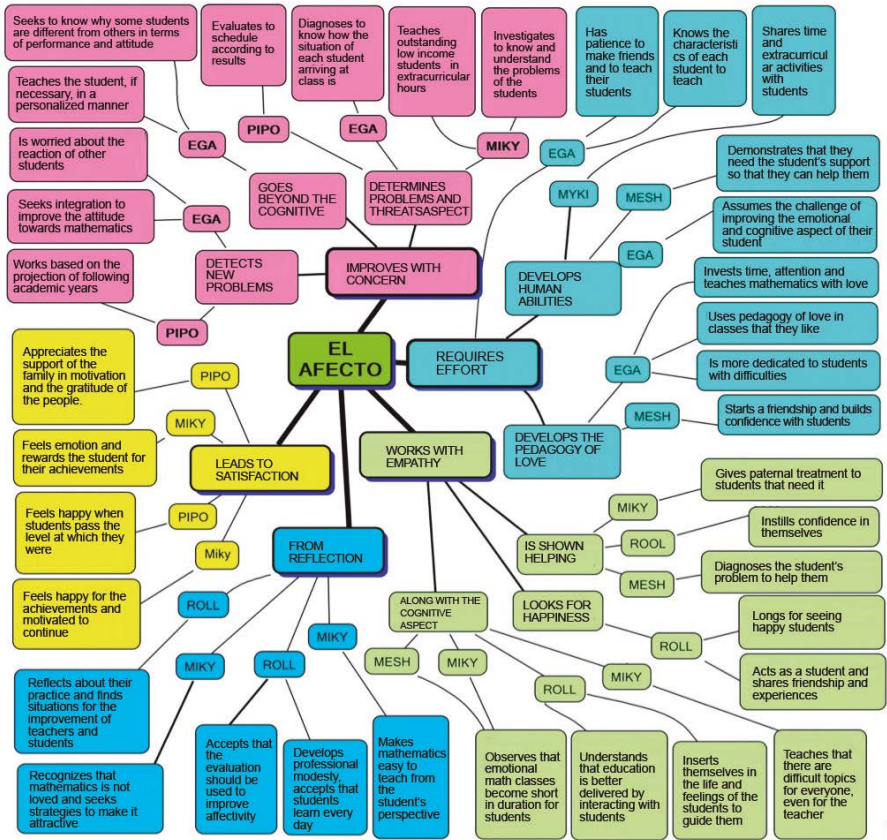 Seeks to know why some students
are different from others in terms
of performance and attitude
Evaluates to
schedule
according to
results
Diagnoses to
know how the
situation of
each student
arriving at
class is
Teaches
outstanding
low income
students in
extracurricular
hours
Investigates
to know and
understand
the problems
of the
students
Has
patience to
make friends
and to teach
their
students
Knows the
characteristi
cs of each
student to
teach
Shares time
and
extracurricul
ar activities
with
students
Teaches the student, if
necessary, in a
personalized manner
Is worried about the
reaction of other
students
Seeks integration to
improve the attitude
towards mathematics
Works based on the
projection of following
academic years
EGA
PIPO
EGA
MIKY
EGA
PIPO
GOES
BEYOND THE
COGNITIVE
DETERMINES
PROBLEMS AND
THREATSASPECT
DETECTS
NEW
PROBLEMS
IMPROVES WITH
CONCERN
EL
AFECTO
REQUIRES
EFFORT
EGA
MYKI
MESH
EGA
DEVELOPS
HUMAN
ABILITIES
Demonstrates that they
need the student's support
so that they can help them
Assumes the challenge of
improving the emotional
and cognitive aspect of their
student
Invests time, attention and
teaches mathematics with love
Uses pedagogy of love in
classes that they like
Is more dedicated to students
with difficulties
Starts a friendship and builds
confidence with students
EGA
MESH
DEVELOPS THE
PEDAGOGY OF
LOVE
Appreciates the
support of the
family in motivation
and the gratitude of
the people.
Feels emotion and
rewards the student for
their achievements
Feels happy when
students pass the
level at which they
were
Feels happy for the
achievements and
motivated to
continue
PIPO
MIKY
PIPO
Miky
LEADS TO
SATISFACTION
WORKS WITH
EMPATHY
FROM
REFLECTION
ROLL
MIKY
ROLL
MIKY
Reflects about their
practice and finds
situations for the
improvement of
teachers and
students
Recognizes that
mathematics is not
loved and seeks
strategies to make it
attractive
Accepts that
the
evaluation
should be
used to
improve
affectivity
Develops
professional
modesty,
accepts that
students
learn every
day
Makes
mathematics
easy to
teach from
the
student's
perspective
IS SHOWN
HELPING
MIKY
ROOL
MESH
Gives paternal treatment to
students that need it
Instills confidence in
themselves
Diagnoses the student's
problem to help them
LOOKS FOR
HAPPINESS
ROLL
Longs for seeing
happy students
Acts as a student and
shares friendship and
experiences
ALONG WITH THE
COGNITIVE
ASPECT
MESH
MIKY
ROLL
MIKY
Observes that
emotional
math classes
become short
in duration for
students
Understands
that education
is better
delivered by
interacting with
students
Inserts
themselves in
the life and
feelings of the
students to
guide them
Teaches that
there are
difficult topics
for everyone,
even for the
teacher